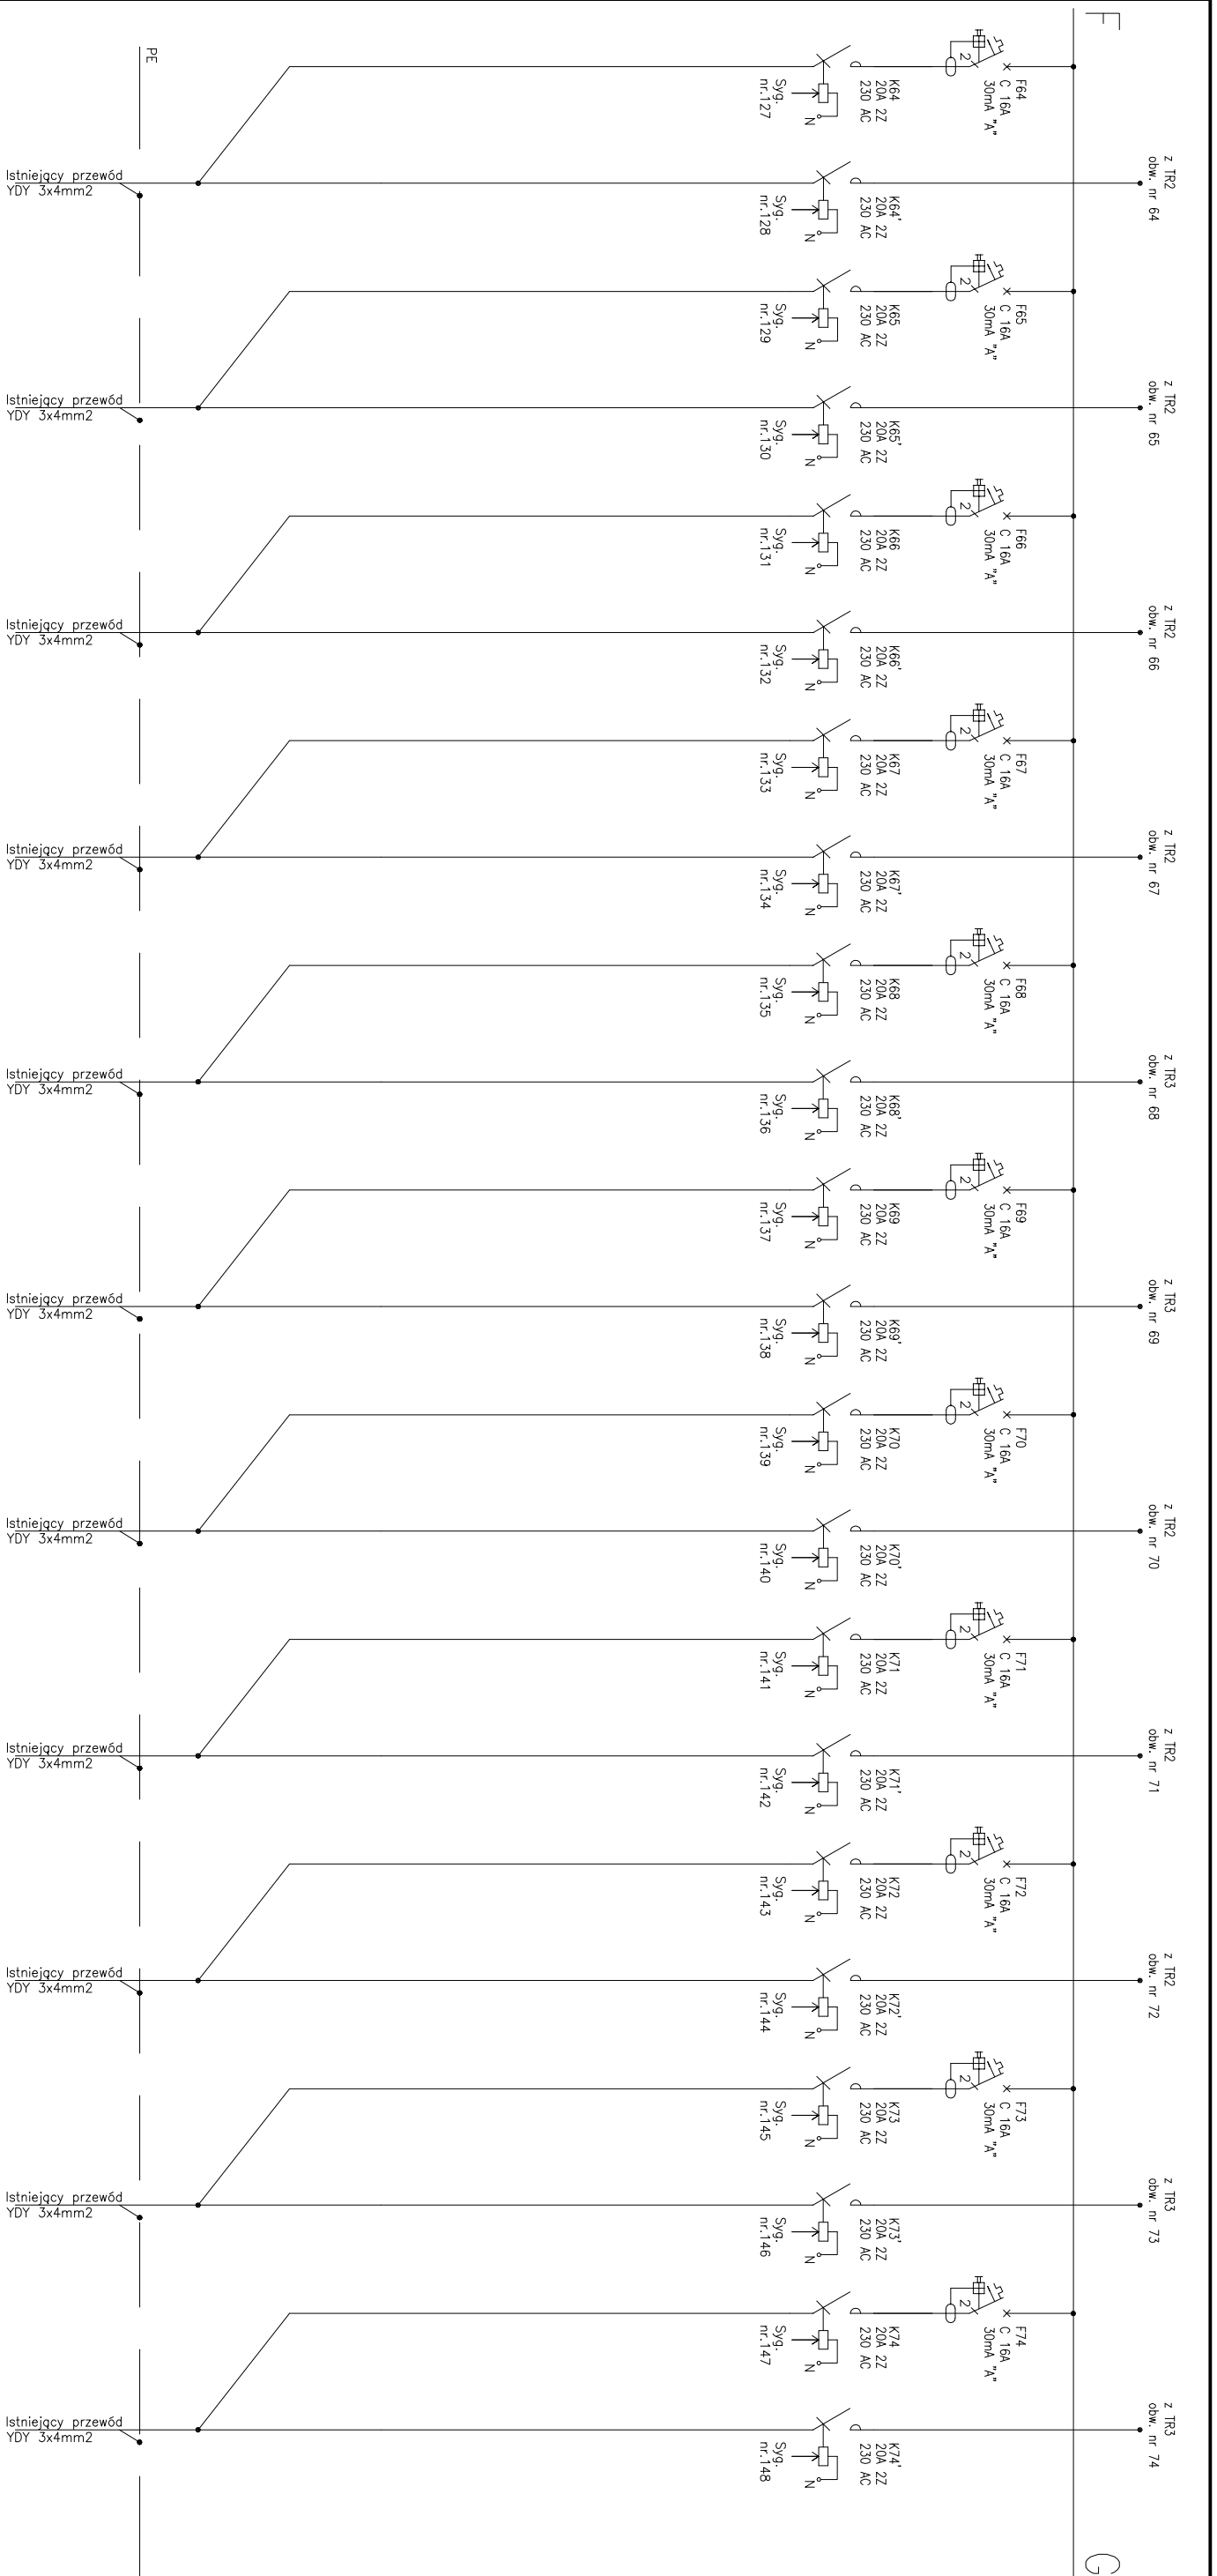 F
PE
F64
C 16A
30mA "A"
K64
20A 2Z
230 AC
Syg.
nr.127
N
2
z TR2
obw. nr 64
K64'
20A 2Z
230 AC
Syg.
nr.128
N
Istniejący przewód
YDY 3x4mm2
F65
C 16A
30mA "A"
K65
20A 2Z
230 AC
Syg.
nr.129
N
2
z TR2
obw. nr 65
K65'
20A 2Z
230 AC
Syg.
nr.130
N
Istniejący przewód
YDY 3x4mm2
F66
C 16A
30mA "A"
K66
20A 2Z
230 AC
Syg.
nr.131
N
2
z TR2
obw. nr 66
K66'
20A 2Z
230 AC
Syg.
nr.132
N
Istniejący przewód
YDY 3x4mm2
F67
C 16A
30mA "A"
K67
20A 2Z
230 AC
Syg.
nr.133
N
2
z TR2
obw. nr 67
K67'
20A 2Z
230 AC
Syg.
nr.134
N
Istniejący przewód
YDY 3x4mm2
F68
C 16A
30mA "A"
K68
20A 2Z
230 AC
Syg.
nr.135
N
2
z TR3
obw. nr 68
K68'
20A 2Z
230 AC
Syg.
nr.136
N
Istniejący przewód
YDY 3x4mm2
F69
C 16A
30mA "A"
K69
20A 2Z
230 AC
Syg.
nr.137
N
2
z TR3
obw. nr 69
K69'
20A 2Z
230 AC
Syg.
nr.138
N
Istniejący przewód
YDY 3x4mm2
F70
C 16A
30mA "A"
K70
20A 2Z
230 AC
Syg.
nr.139
N
2
z TR2
obw. nr 70
K70'
20A 2Z
230 AC
Syg.
nr.140
N
Istniejący przewód
YDY 3x4mm2
F71
C 16A
30mA "A"
K71
20A 2Z
230 AC
Syg.
nr.141
N
2
z TR2
obw. nr 71
K71'
20A 2Z
230 AC
Syg.
nr.142
N
Istniejący przewód
YDY 3x4mm2
F72
C 16A
30mA "A"
K72
20A 2Z
230 AC
Syg.
nr.143
N
2
z TR2
obw. nr 72
K72'
20A 2Z
230 AC
Syg.
nr.144
N
Istniejący przewód
YDY 3x4mm2
F73
C 16A
30mA "A"
K73
20A 2Z
230 AC
Syg.
nr.145
N
2
z TR3
obw. nr 73
K73'
20A 2Z
230 AC
Syg.
nr.146
N
Istniejący przewód
YDY 3x4mm2
F74
C 16A
30mA "A"
K74
20A 2Z
230 AC
Syg.
nr.147
N
2
z TR3
obw. nr 74
K74'
20A 2Z
230 AC
Syg.
nr.148
N
Istniejący przewód
YDY 3x4mm2
G